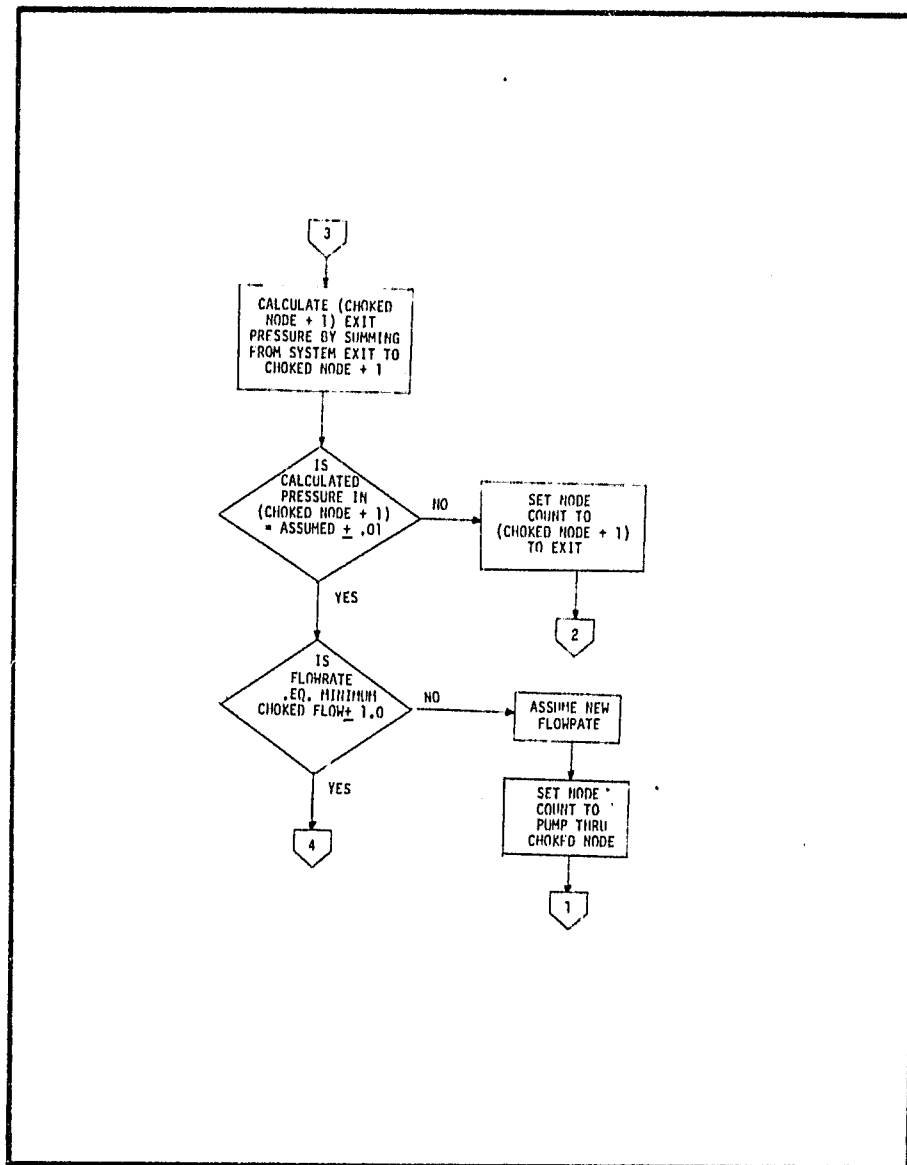 3
CALCULATE (CHOKED
NODE + 1) EXIT
PRESSURE BY SUMMING
FROM SYSTEM EXIT TO
CHOKED NODE + 1
IS
CALCULATED
PRESSURE IN
(CHOKED NODE + 1)
= ASSUMED ± .01
NO
SET NODE
COUNT TO
(CHOKED NODE + 1)
TO EXIT
YES
2
IS
FLOWRATE
.EQ. MINIMUM
CHOKED FLOW± 1.0
NO
ASSUME NEW
FLOWPATE
YES
SET NODE
COUNT TO
PUMP THRU
CHOKED NODE
4
1